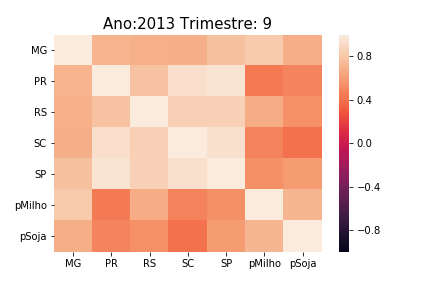 Ano:2013 Trimestre: 9
MG
PR
RS
SC
SP
pMilho
pSoja
MG PR RS SC SP pMilho pSoja
0.8
0.4
0.0
−0.4
−0.8